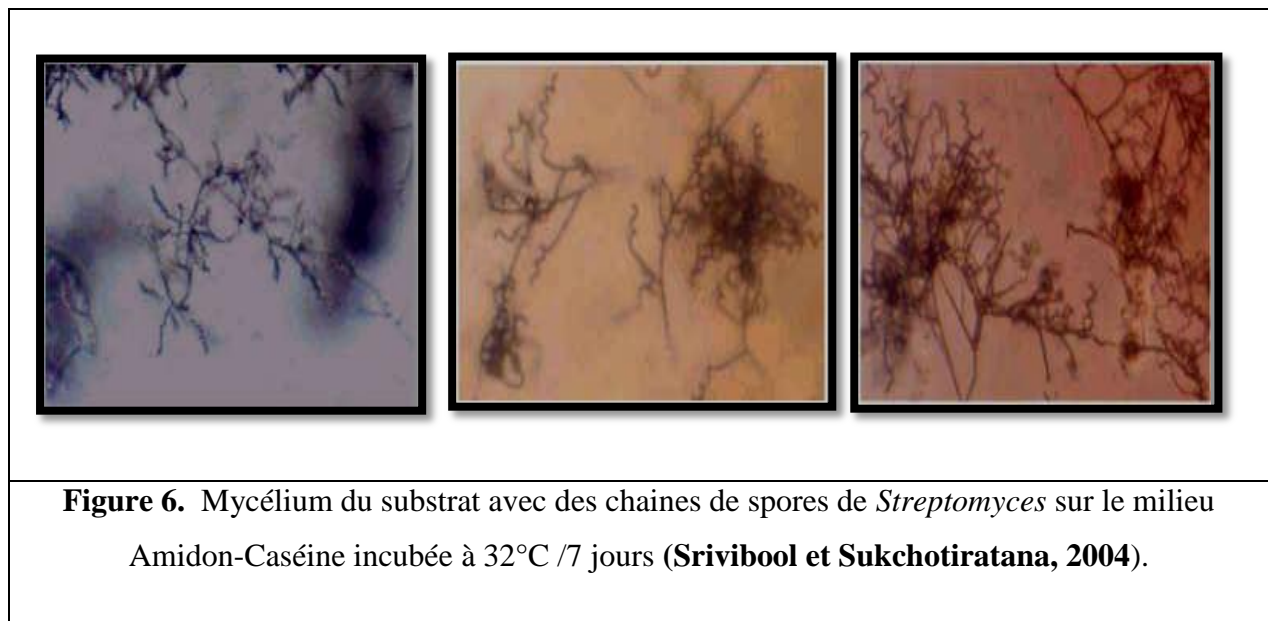 Figure 6. Mycélium du substrat avec des chaines de spores de Streptomyces sur le milieu
Amidon-Caséine incubée à 32°C /7 jours (Srivibool et Sukchotiratana, 2004).